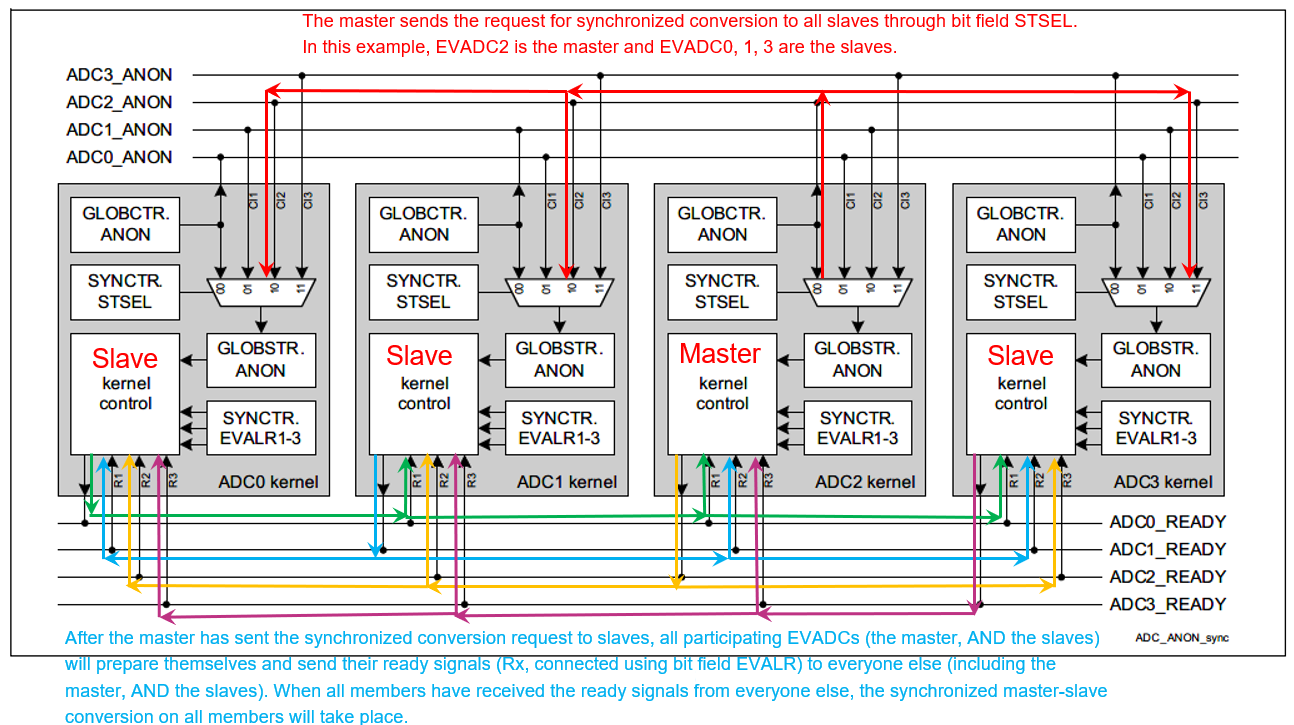 The master sends the request for synchronized conversion to all slaves through bit field STSEL.
In this example, EVADC2 is the master and EVADC0, 1, 3 are the slaves.
ADC3_ANON
ADC2_ANON
ADC1_ANON
ADC0_ANON
CI1 CI2 CI3
GLOBCTR.
ANON
SYNCTR.
STSEL
00 01 10 11
Slave
kernel
control
GLOBSTR.
ANON
SYNCTR.
EVALR1-3
R1 R2 R3
ADC0 kernel
CI1 CI2 CI3
GLOBCTR.
ANON
SYNCTR.
STSEL
00 01 10 11
Slave
kernel
control
GLOBSTR.
ANON
SYNCTR.
EVALR1-3
R1 R2 R3
ADC1 kernel
CI1 CI2 CI3
GLOBCTR.
ANON
SYNCTR.
STSEL
00 01 10 11
Master
kernel
control
GLOBSTR.
ANON
SYNCTR.
EVALR1-3
R1 R2 R3
ADC2 kernel
CI1 CI2 CI3
GLOBCTR.
ANON
SYNCTR.
STSEL
00 01 10 11
Slave
kernel
control
GLOBSTR.
ANON
SYNCTR.
EVALR1-3
R1 R2 R3
ADC3 kernel
ADC0_READY
ADC1_READY
ADC2_READY
ADC3_READY
ADC_ANON_sync
After the master has sent the synchronized conversion request to slaves, all participating EVADCs (the master, AND the slaves)
will prepare themselves and send their ready signals (Rx, connected using bit field EVALR) to everyone else (including the
master, AND the slaves). When all members have received the ready signals from everyone else, the synchronized master-slave
conversion on all members will take place.